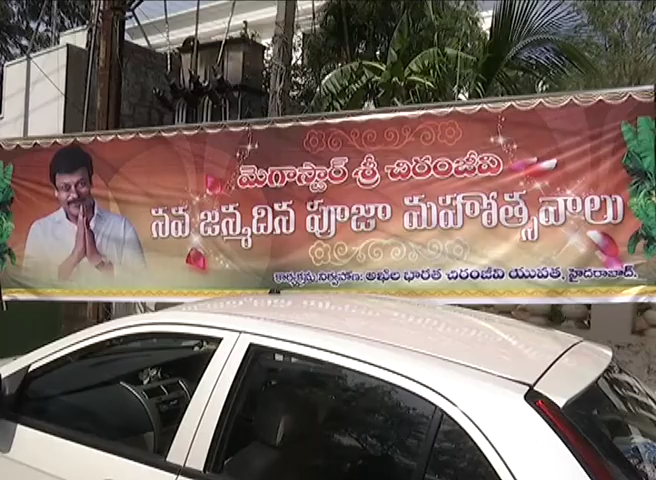 మెగాస్టార్ శ్రీ చిరంజీవి
నవ జన్మదిన పూజా మహోత్సవాలు
కార్యక్రమ నిర్వహణ: అఖిల భారత చిరంజీవి యువత, హైదరాబాద్.